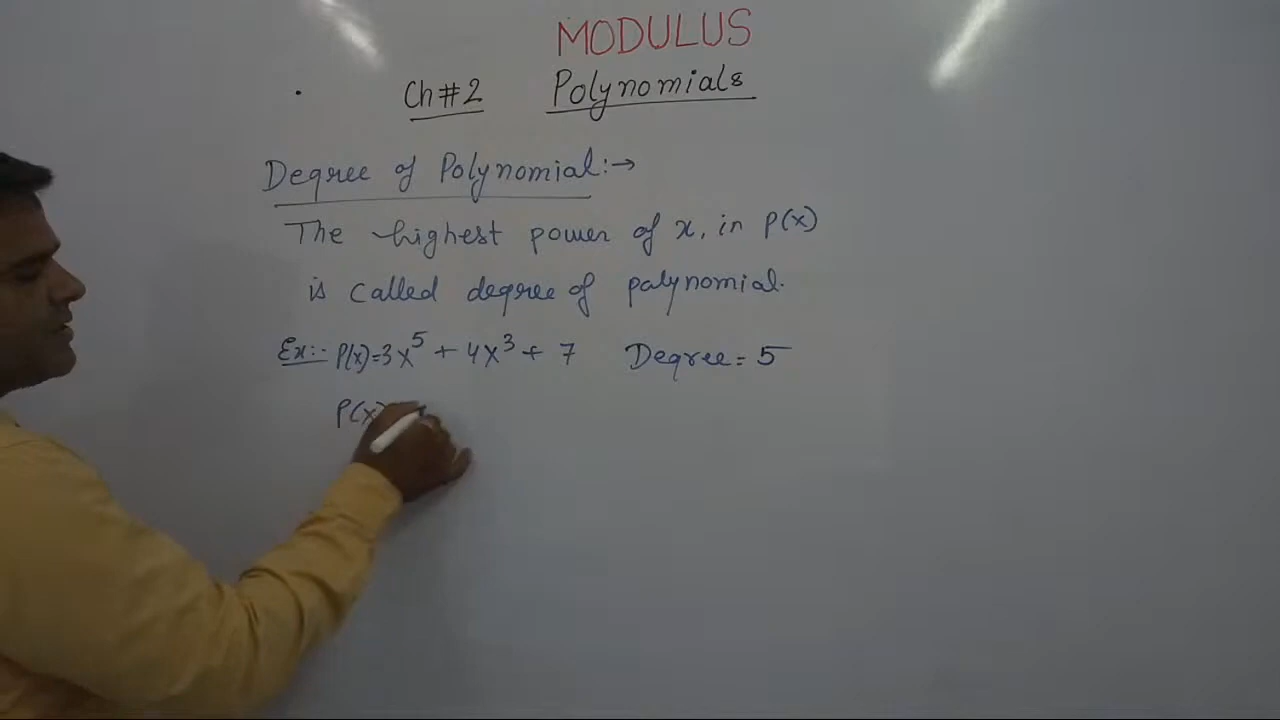 MODULUS
Ch#2 Polynomials
Degree of Polynomial:→
The highest power of x, in P(x)
is called degree of palynomial.
Ex:- P(x)=3x⁵ + 4x³ + 7 Degree = 5
P(x)